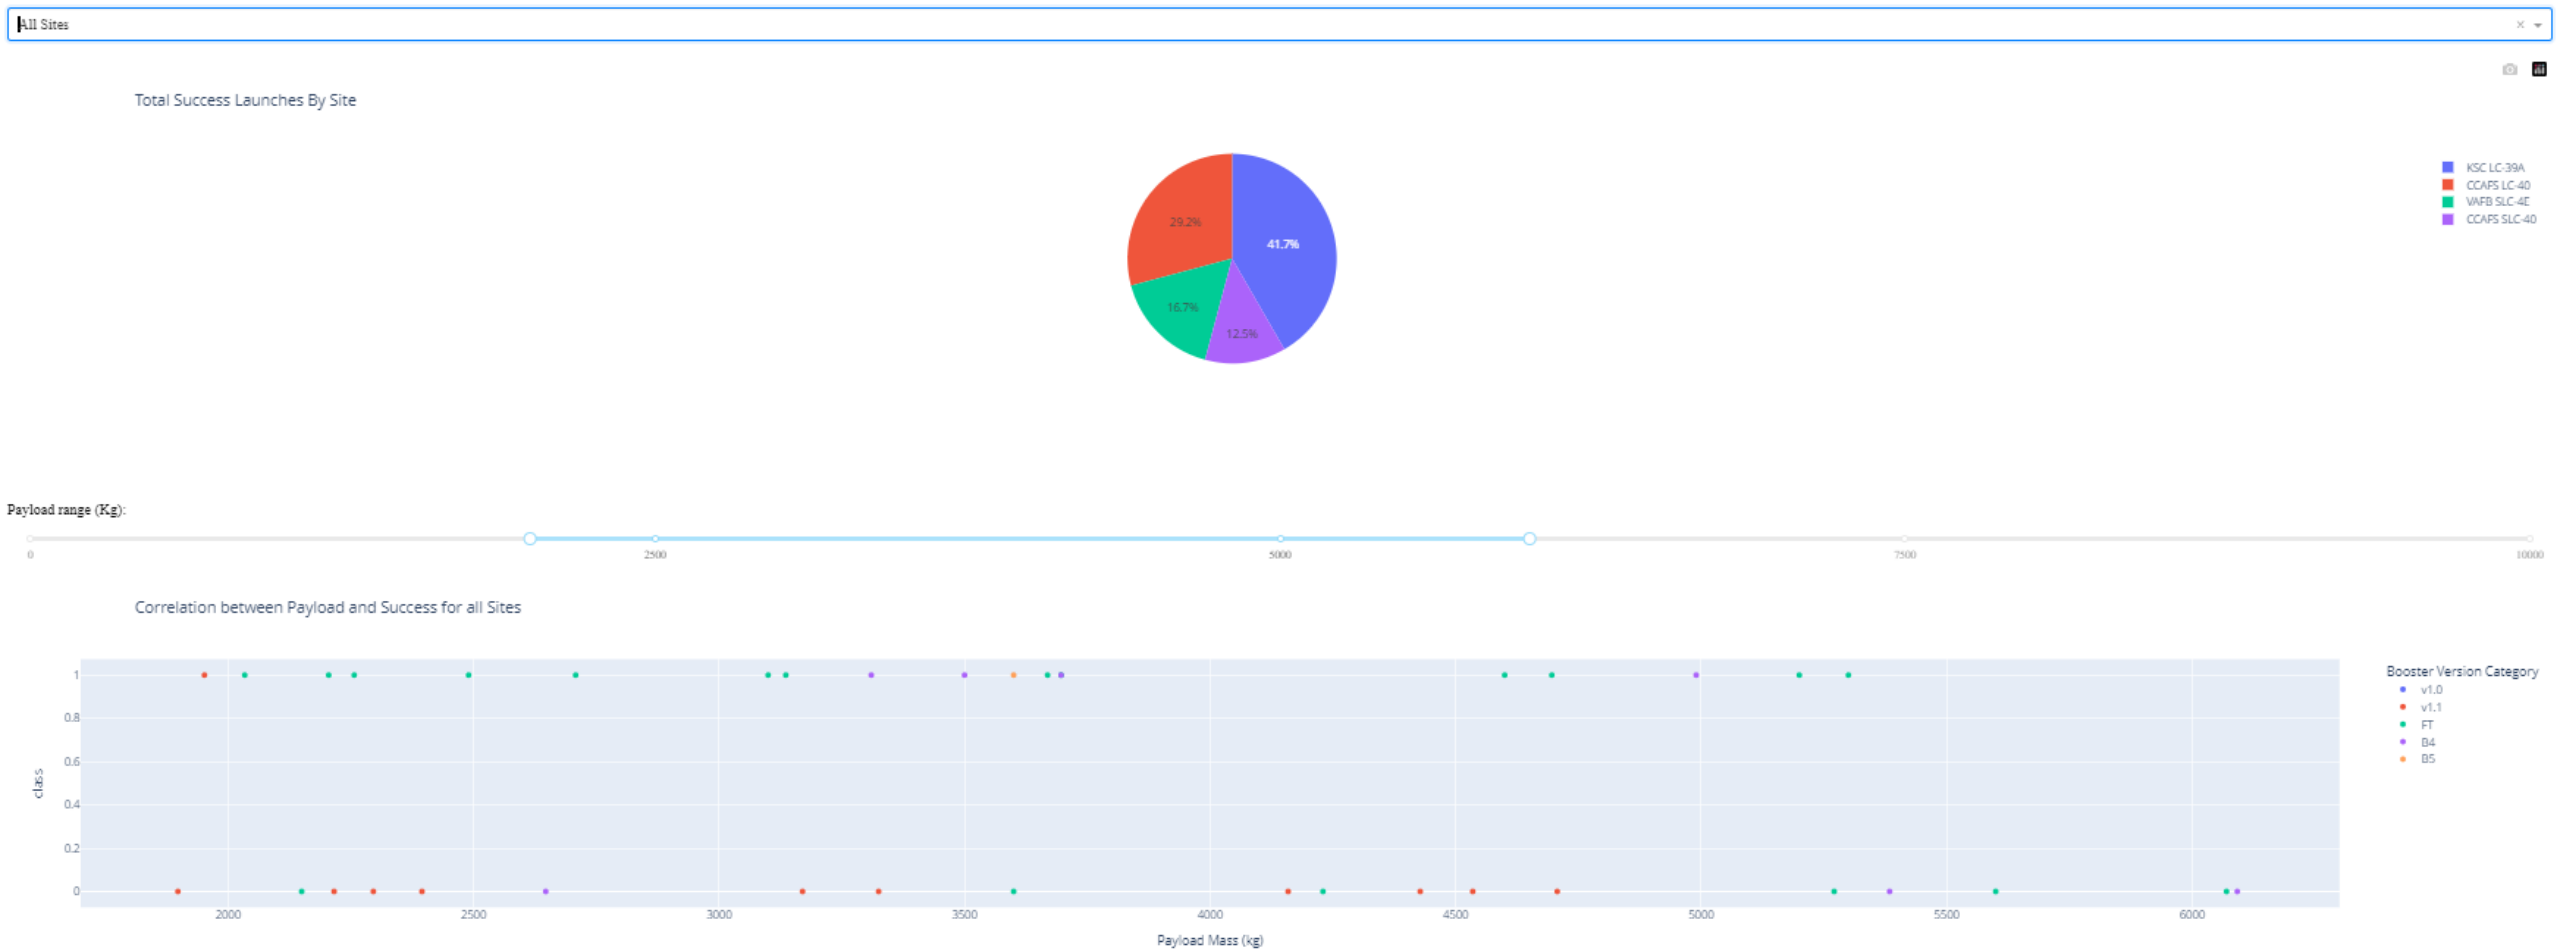 All Sites
Total Success Launches By Site
KSC LC-39A
CCAFS LC-40
VAFB SLC-4E
CCAFS SLC-40
29.2%
41.7%
16.7%
12.5%
Payload range (Kg):
0 2500 5000 7500 10000
Correlation between Payload and Success for all Sites
Booster Version Category
v1.0
v1.1
FT
B4
B5
class
1
0.8
0.6
0.4
0.2
0
2000 2500 3000 3500 4000 4500 5000 5500 6000
Payload Mass (kg)